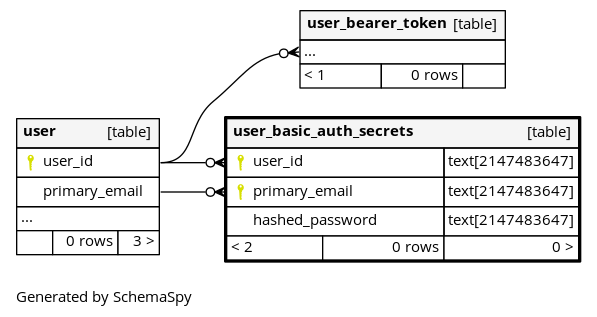 user_bearer_token [table]
...
< 1 0 rows
user [table]
user_id
primary_email
...
0 rows 3 >
user_basic_auth_secrets [table]
user_id text[2147483647]
primary_email text[2147483647]
hashed_password text[2147483647]
< 2 0 rows 0 >
Generated by SchemaSpy